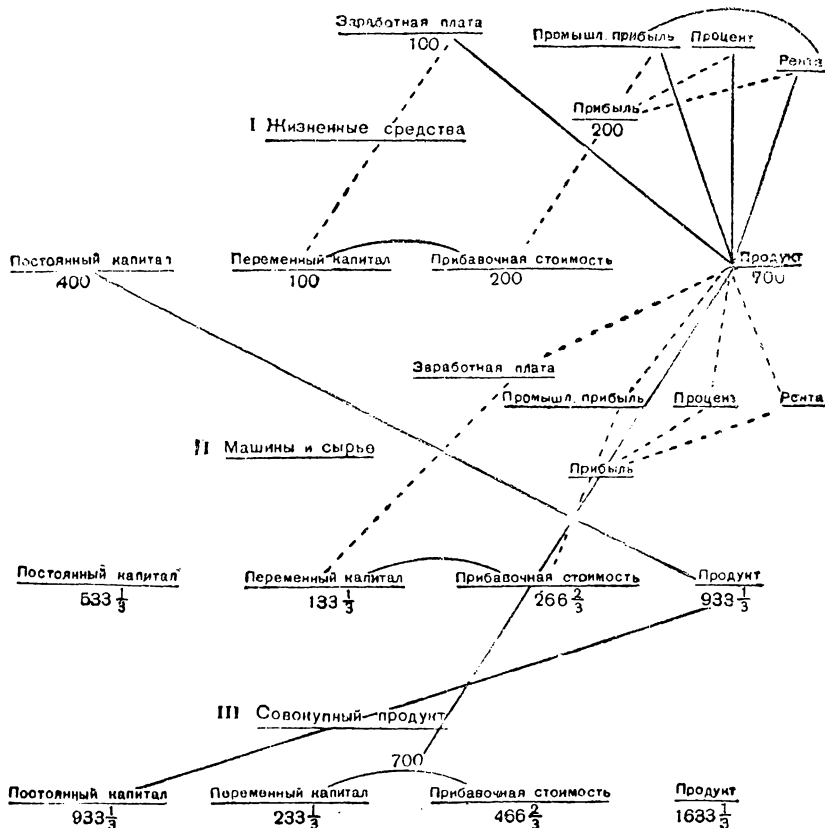 Заработная плата
100
Промышл. прибыль Процент
Рента
Прибыль
200
I Жизненные средства
Постоянный капитал Переменный капитал Прибавочная стоимость Продукт
400 100 200 700
Заработная плата
Промышл. прибыль Процент Рента
II Машины и сырье
Прибыль
Постоянный капитал Переменный капитал Прибавочная стоимость Продукт
533 1/3 133 1/3 266 2/3 933 1/3
III Совокупный продукт
700
Постоянный капитал Переменный капитал Прибавочная стоимость Продукт
933 1/3 233 1/3 466 2/3 1633 1/3